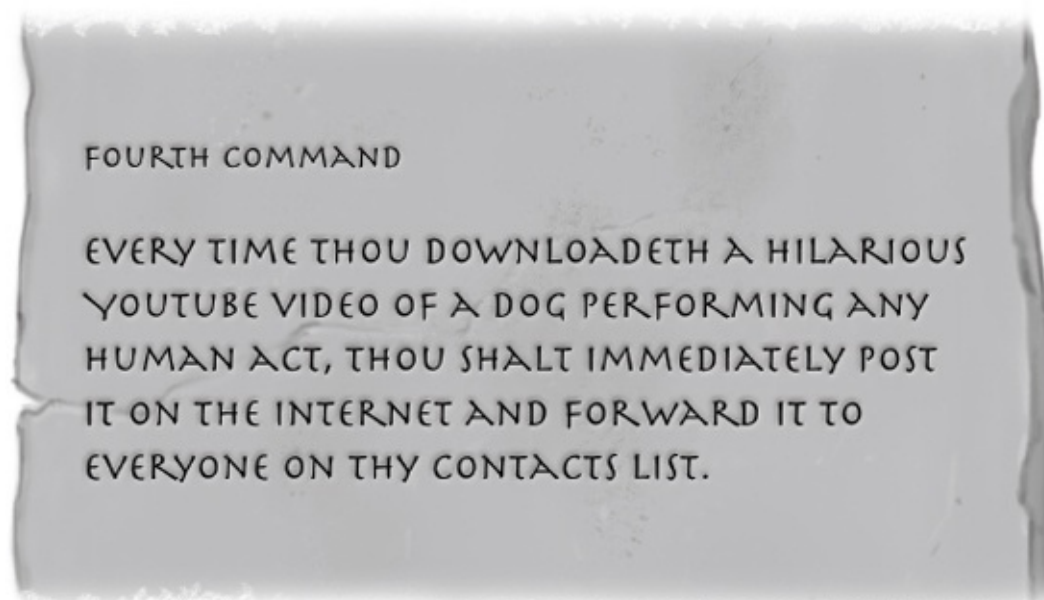 FOURTH COMMAND
EVERY TIME THOU DOWNLOADETH A HILARIOUS
YOUTUBE VIDEO OF A DOG PERFORMING ANY
HUMAN ACT, THOU SHALT IMMEDIATELY POST
IT ON THE INTERNET AND FORWARD IT TO
EVERYONE ON THY CONTACTS LIST.